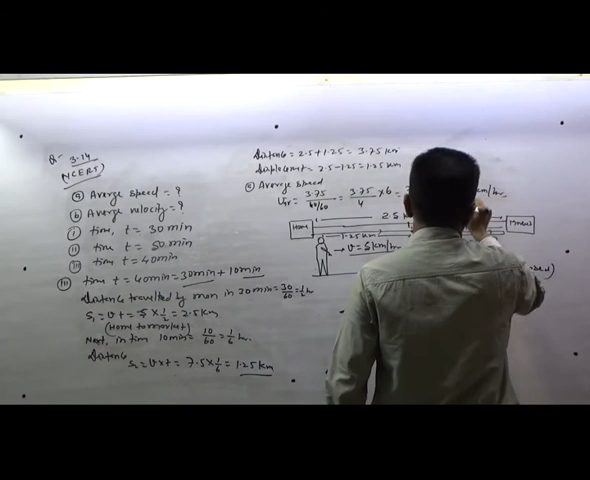 Q- 3.14
NCERT)
(a) Average speed = ?
(b) Average velocity = ?
(i) time, t = 30 min
(ii) time t = 50 min
(iii) time t = 40 min
(iii) time t = 40 min = 30 min + 10 min
distance travelled by man in 30 min = 30/60 = 1/2 hr
S₁ = vt = 5 × 1/2 = 2.5 km
(Home to market)
Next, in time 10 min = 10/60 = 1/6 hr.
distance
S₂ = v×t = 7.5 × 1/6 = 1.25 km
distance = 2.5 + 1.25 = 3.75 km
displacement = 2.5 - 1.25 = 1.25 km
(a) Average speed
= 3.75/(40/60) = 3.75/4 × 6 =
km/hr
2.5
Home
1.25 km
→ v = 5 km/hr